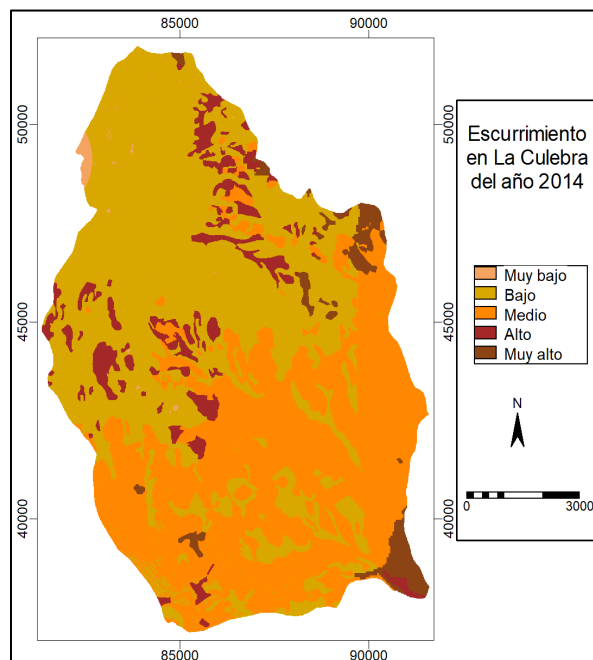 85000 90000
50000
45000
40000
50000
45000
40000
85000 90000
Escurrimiento
en La Culebra
del año 2014
Muy bajo
Bajo
Medio
Alto
Muy alto
N
0 3000